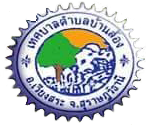 เทศบาลตำบลบ้านส้อง
อ.เวียงสระ จ.สุราษฎร์ธานี